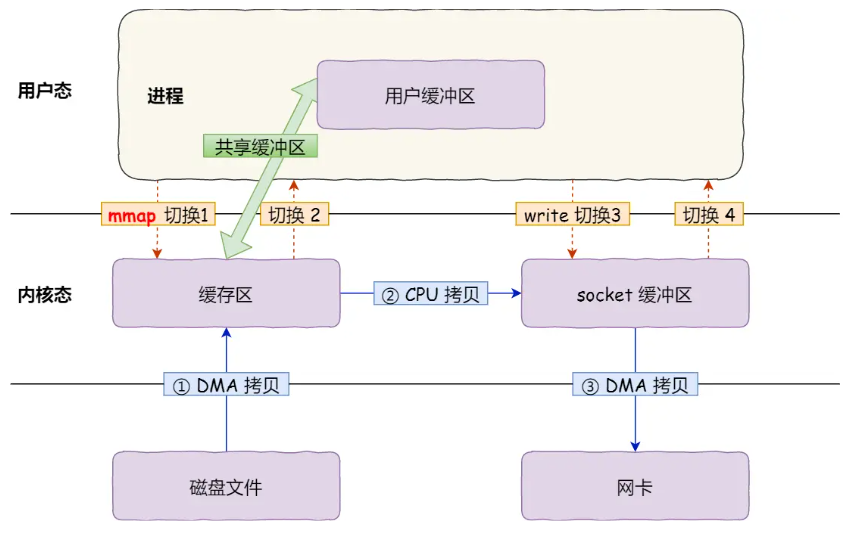 用户态
进程
用户缓冲区
共享缓冲区
mmap 切换1
切换 2
write 切换3
切换 4
内核态
缓存区
② CPU 拷贝
socket 缓冲区
① DMA 拷贝
③ DMA 拷贝
磁盘文件
网卡